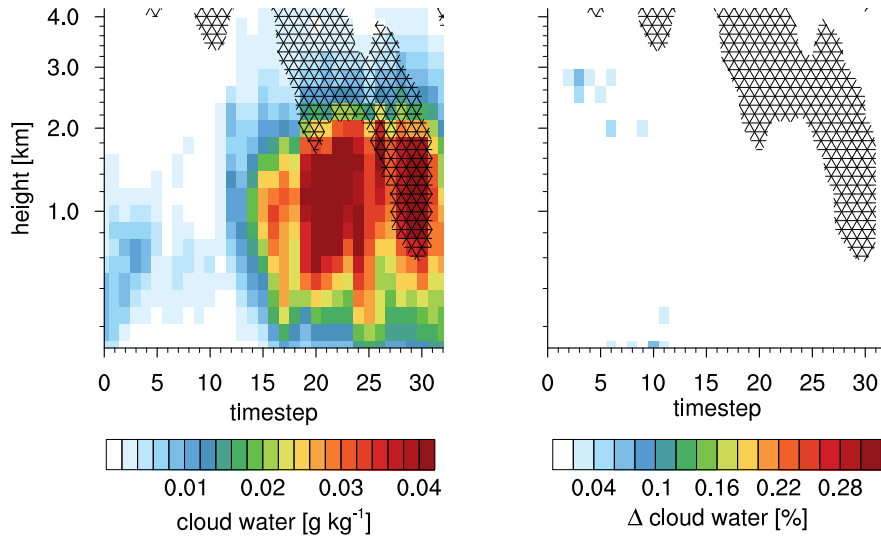 4.0
3.0
2.0
1.0
height [km]
0 5 10 15 20 25 30
timestep
0.01 0.02 0.03 0.04
cloud water [g kg⁻¹]
0 5 10 15 20 25 30
timestep
0.04 0.1 0.16 0.22 0.28
Δ cloud water [%]